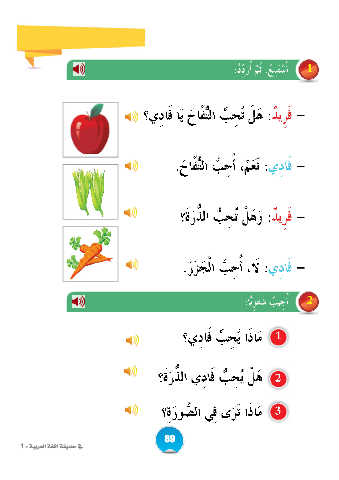 1 أَسْتَمِعُ، ثُمَّ أُرَدِّدُ:
– فَرِيدٌ: هَلْ تُحِبُّ التُّفَّاحَ يَا فَادِي؟
– فَادِي: نَعَمْ، أُحِبُّ التُّفَّاحَ.
– فَرِيدٌ: وَهَلْ تُحِبُّ الذُّرَةَ؟
– فَادِي: لَا، أُحِبُّ الْجَزَرَ.
2 أُجِيبُ شَفَوِيًّا:
1 مَاذَا يُحِبُّ فَادِي؟
2 هَلْ يُحِبُّ فَادِي الذُّرَةَ؟
3 مَاذَا تَرَى فِي الصُّورَةِ؟
89
في حديقة اللغة العربية - 1